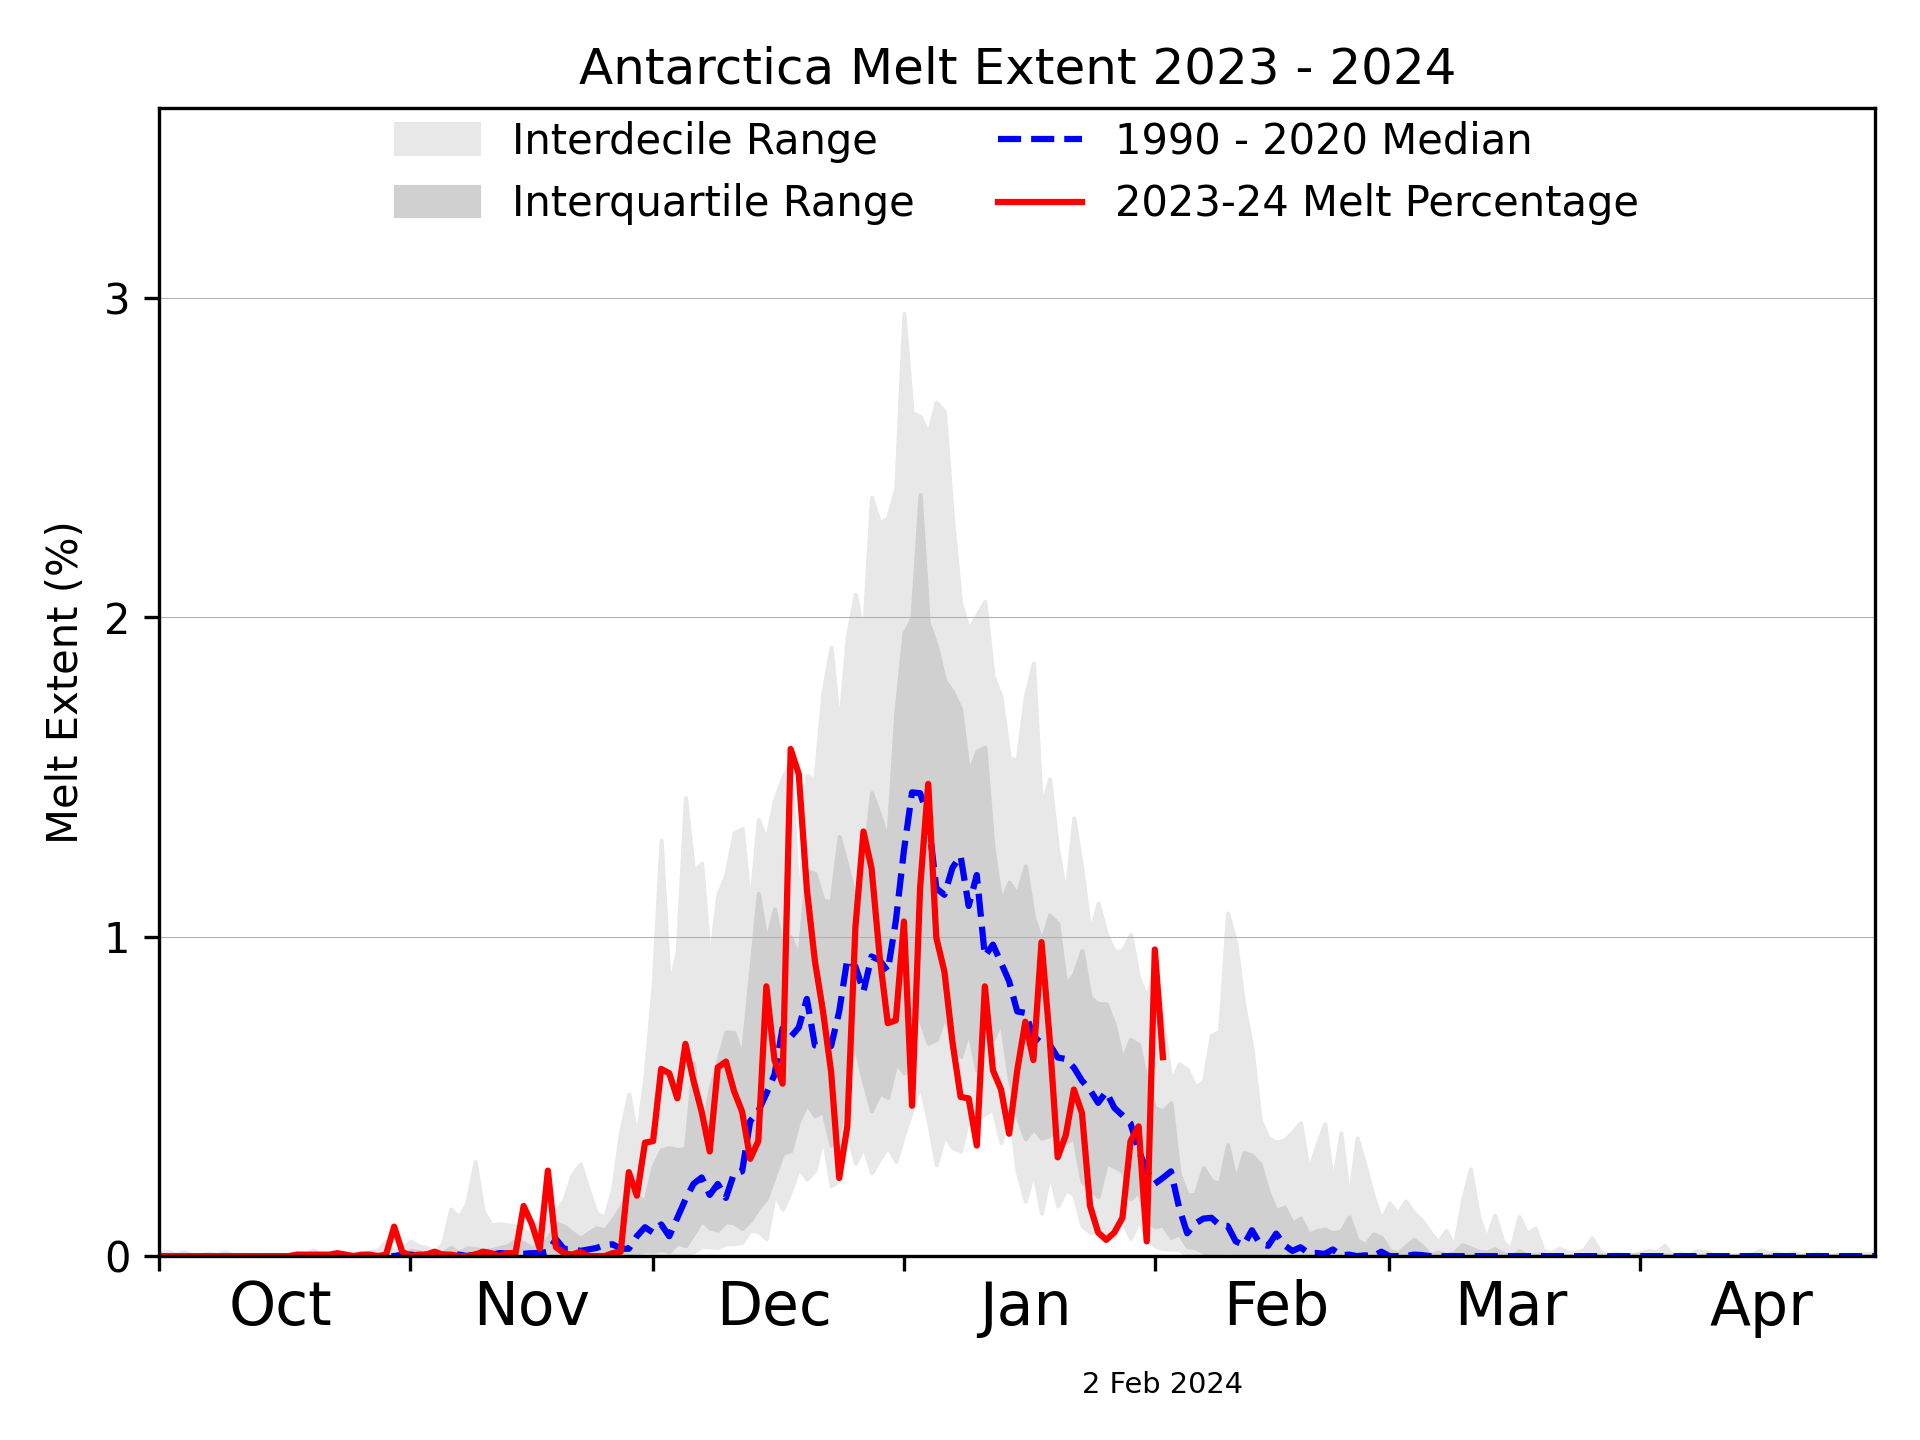 Antarctica Melt Extent 2023 - 2024
Interdecile Range
Interquartile Range
1990 - 2020 Median
2023-24 Melt Percentage
Melt Extent (%)
3
2
1
0
Oct Nov Dec Jan Feb Mar Apr
2 Feb 2024